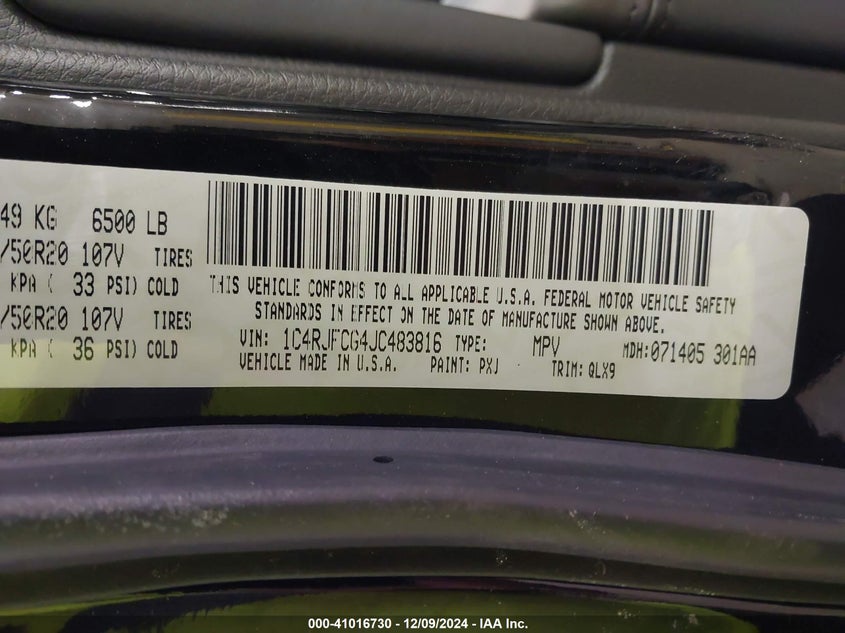 49 KG 6500 LB
/50R20 107V TIRES
KPA ( 33 PSI) COLD
/50R20 107V TIRES
KPA ( 36 PSI) COLD
THIS VEHICLE CONFORMS TO ALL APPLICABLE U.S.A. FEDERAL MOTOR VEHICLE SAFETY
STANDARDS IN EFFECT ON THE DATE OF MANUFACTURE SHOWN ABOVE.
VIN: 1C4RJFCG4JC483816 TYPE: MPV MDH:071405 301AA
VEHICLE MADE IN U.S.A. PAINT: PXJ TRIM: QLX9
000-41016730 - 12/09/2024 - IAA Inc.